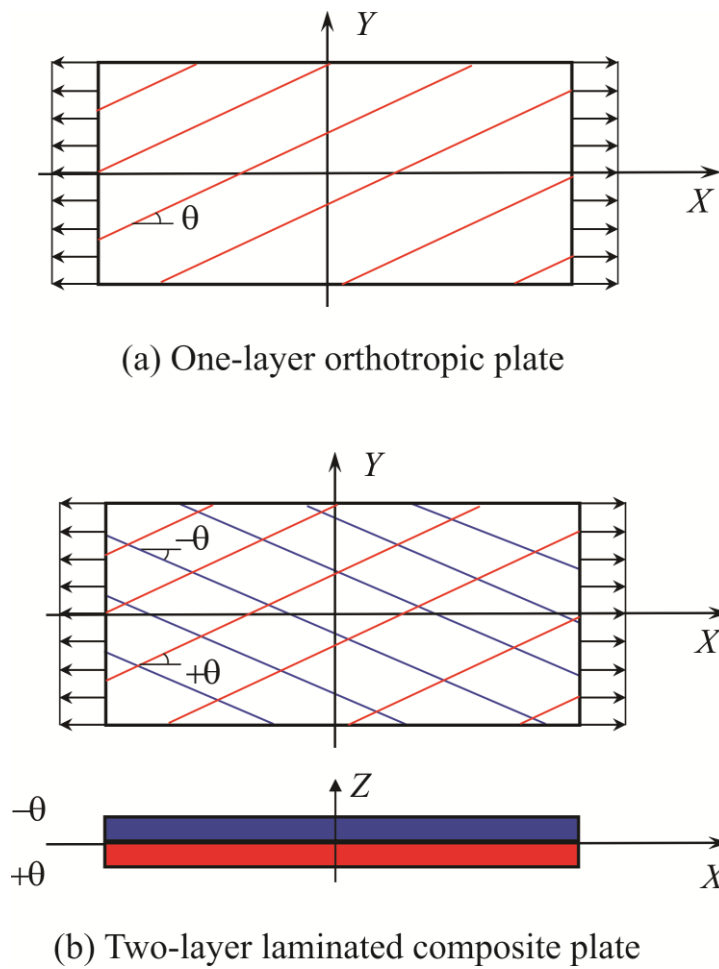 Y
X
θ
(a) One-layer orthotropic plate
Y
–θ
X
+θ
Z
–θ
+θ
X
(b) Two-layer laminated composite plate